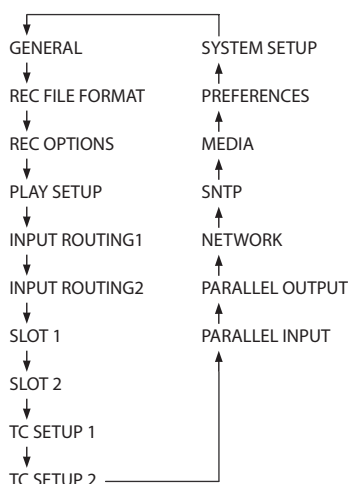 GENERAL
REC FILE FORMAT
REC OPTIONS
PLAY SETUP
INPUT ROUTING1
INPUT ROUTING2
SLOT 1
SLOT 2
TC SETUP 1
TC SETUP 2
SYSTEM SETUP
PREFERENCES
MEDIA
SNTP
NETWORK
PARALLEL OUTPUT
PARALLEL INPUT